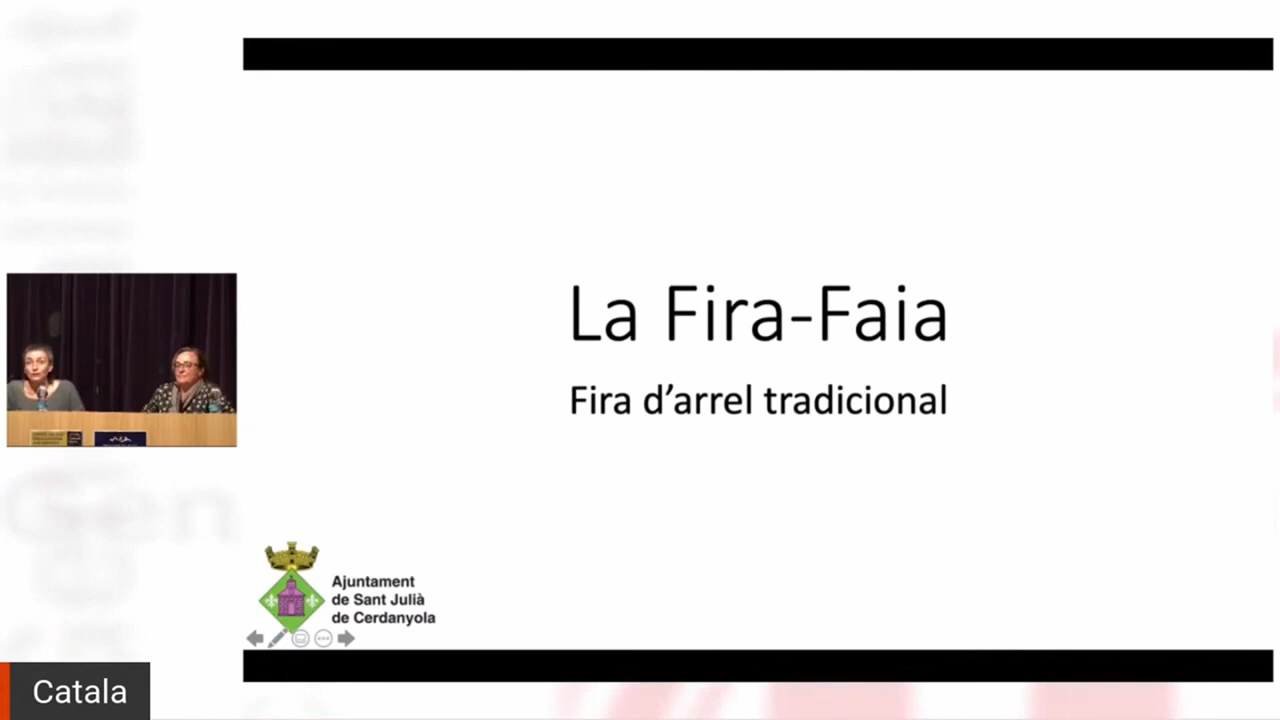 La Fira-Faia
Fira d’arrel tradicional
Ajuntament
de Sant Julià
de Cerdanyola
Catala